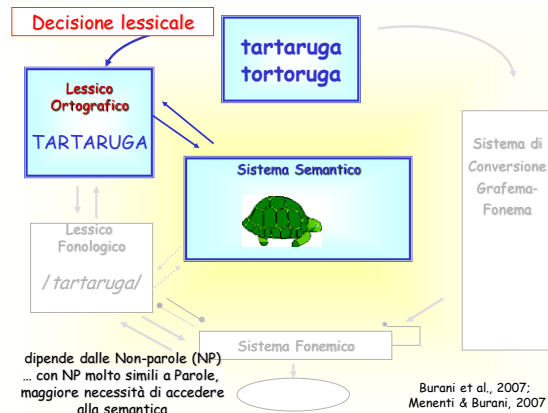 Decisione lessicale
tartaruga
tortoruga
Lessico
Ortografico
TARTARUGA
Sistema Semantico
Sistema di
Conversione
Grafema-
Fonema
Lessico
Fonologico
/tartaruga/
Sistema Fonemico
dipende dalle Non-parole (NP)
... con NP molto simili a Parole,
maggiore necessità di accedere
alla semantica
Burani et al., 2007;
Menenti & Burani, 2007